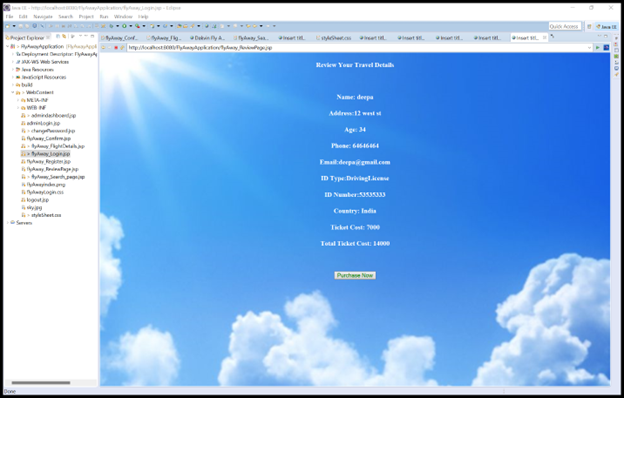 Java EE - http://localhost:8080/FlyAwayApplication/flyAway_Login.jsp - Eclipse
File Edit Navigate Search Project Run Window Help
Quick Access
Java EE
Project Explorer
flyAway_Conf...
flyAway_Flig...
flyAway_Sea...
Insert titl...
styleSheet.css
Insert titl...
Insert titl...
Insert titl...
Insert titl...
Insert titl...
http://localhost:8080/FlyAwayApplication/flyAway_ReviewPage.jsp
FlyAwayApplication
Deployment Descriptor: FlyAwayAp
JAX-WS Web Services
Java Resources
JavaScript Resources
build
WebContent
META-INF
WEB-INF
admindashboard.jsp
adminLogin.jsp
changePassword.jsp
flyAway_Confirm.jsp
flyAway_FlightDetails.jsp
flyAway_Login.jsp
flyAway_Register.jsp
flyAway_ReviewPage.jsp
flyAway_Search_page.jsp
flyAwayIndex.png
flyAwayLogin.css
logout.jsp
sky.jpg
styleSheet.css
Servers
Review Your Travel Details
Name: deepa
Address:12 west st
Age: 34
Phone: 64646464
Email:deepa@gmail.com
ID Type:DrivingLicense
ID Number:53535333
Country: India
Ticket Cost: 7000
Total Ticket Cost: 14000
Purchase Now
Done